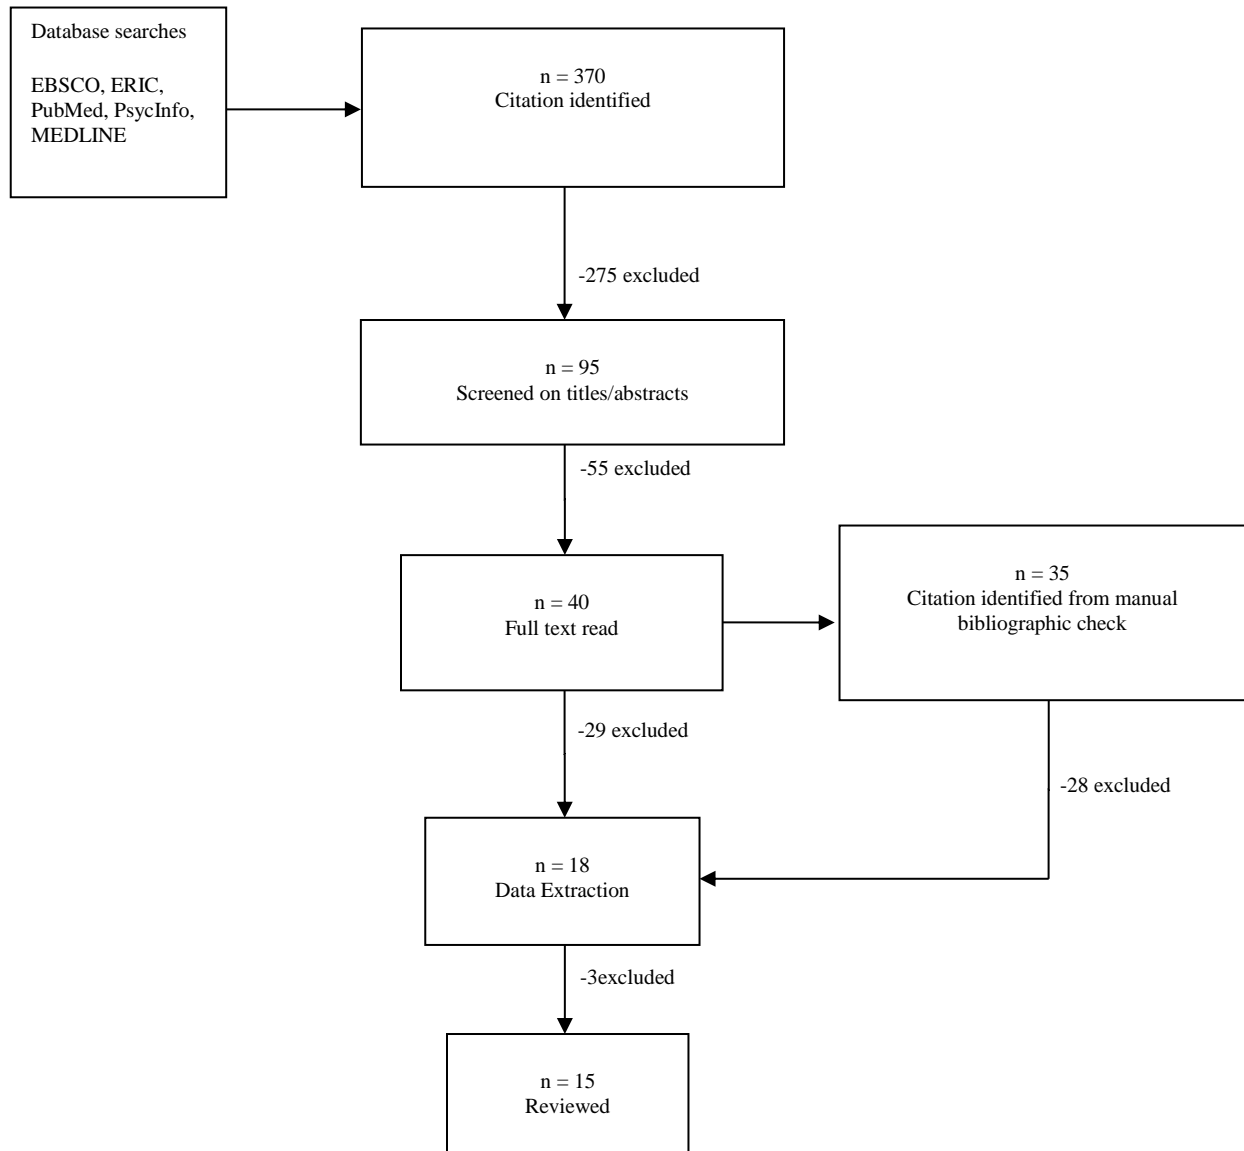 Database searches
EBSCO, ERIC,
PubMed, PsycInfo,
MEDLINE
n = 370
Citation identified
-275 excluded
n = 95
Screened on titles/abstracts
-55 excluded
n = 40
Full text read
n = 35
Citation identified from manual
bibliographic check
-29 excluded
-28 excluded
n = 18
Data Extraction
-3excluded
n = 15
Reviewed